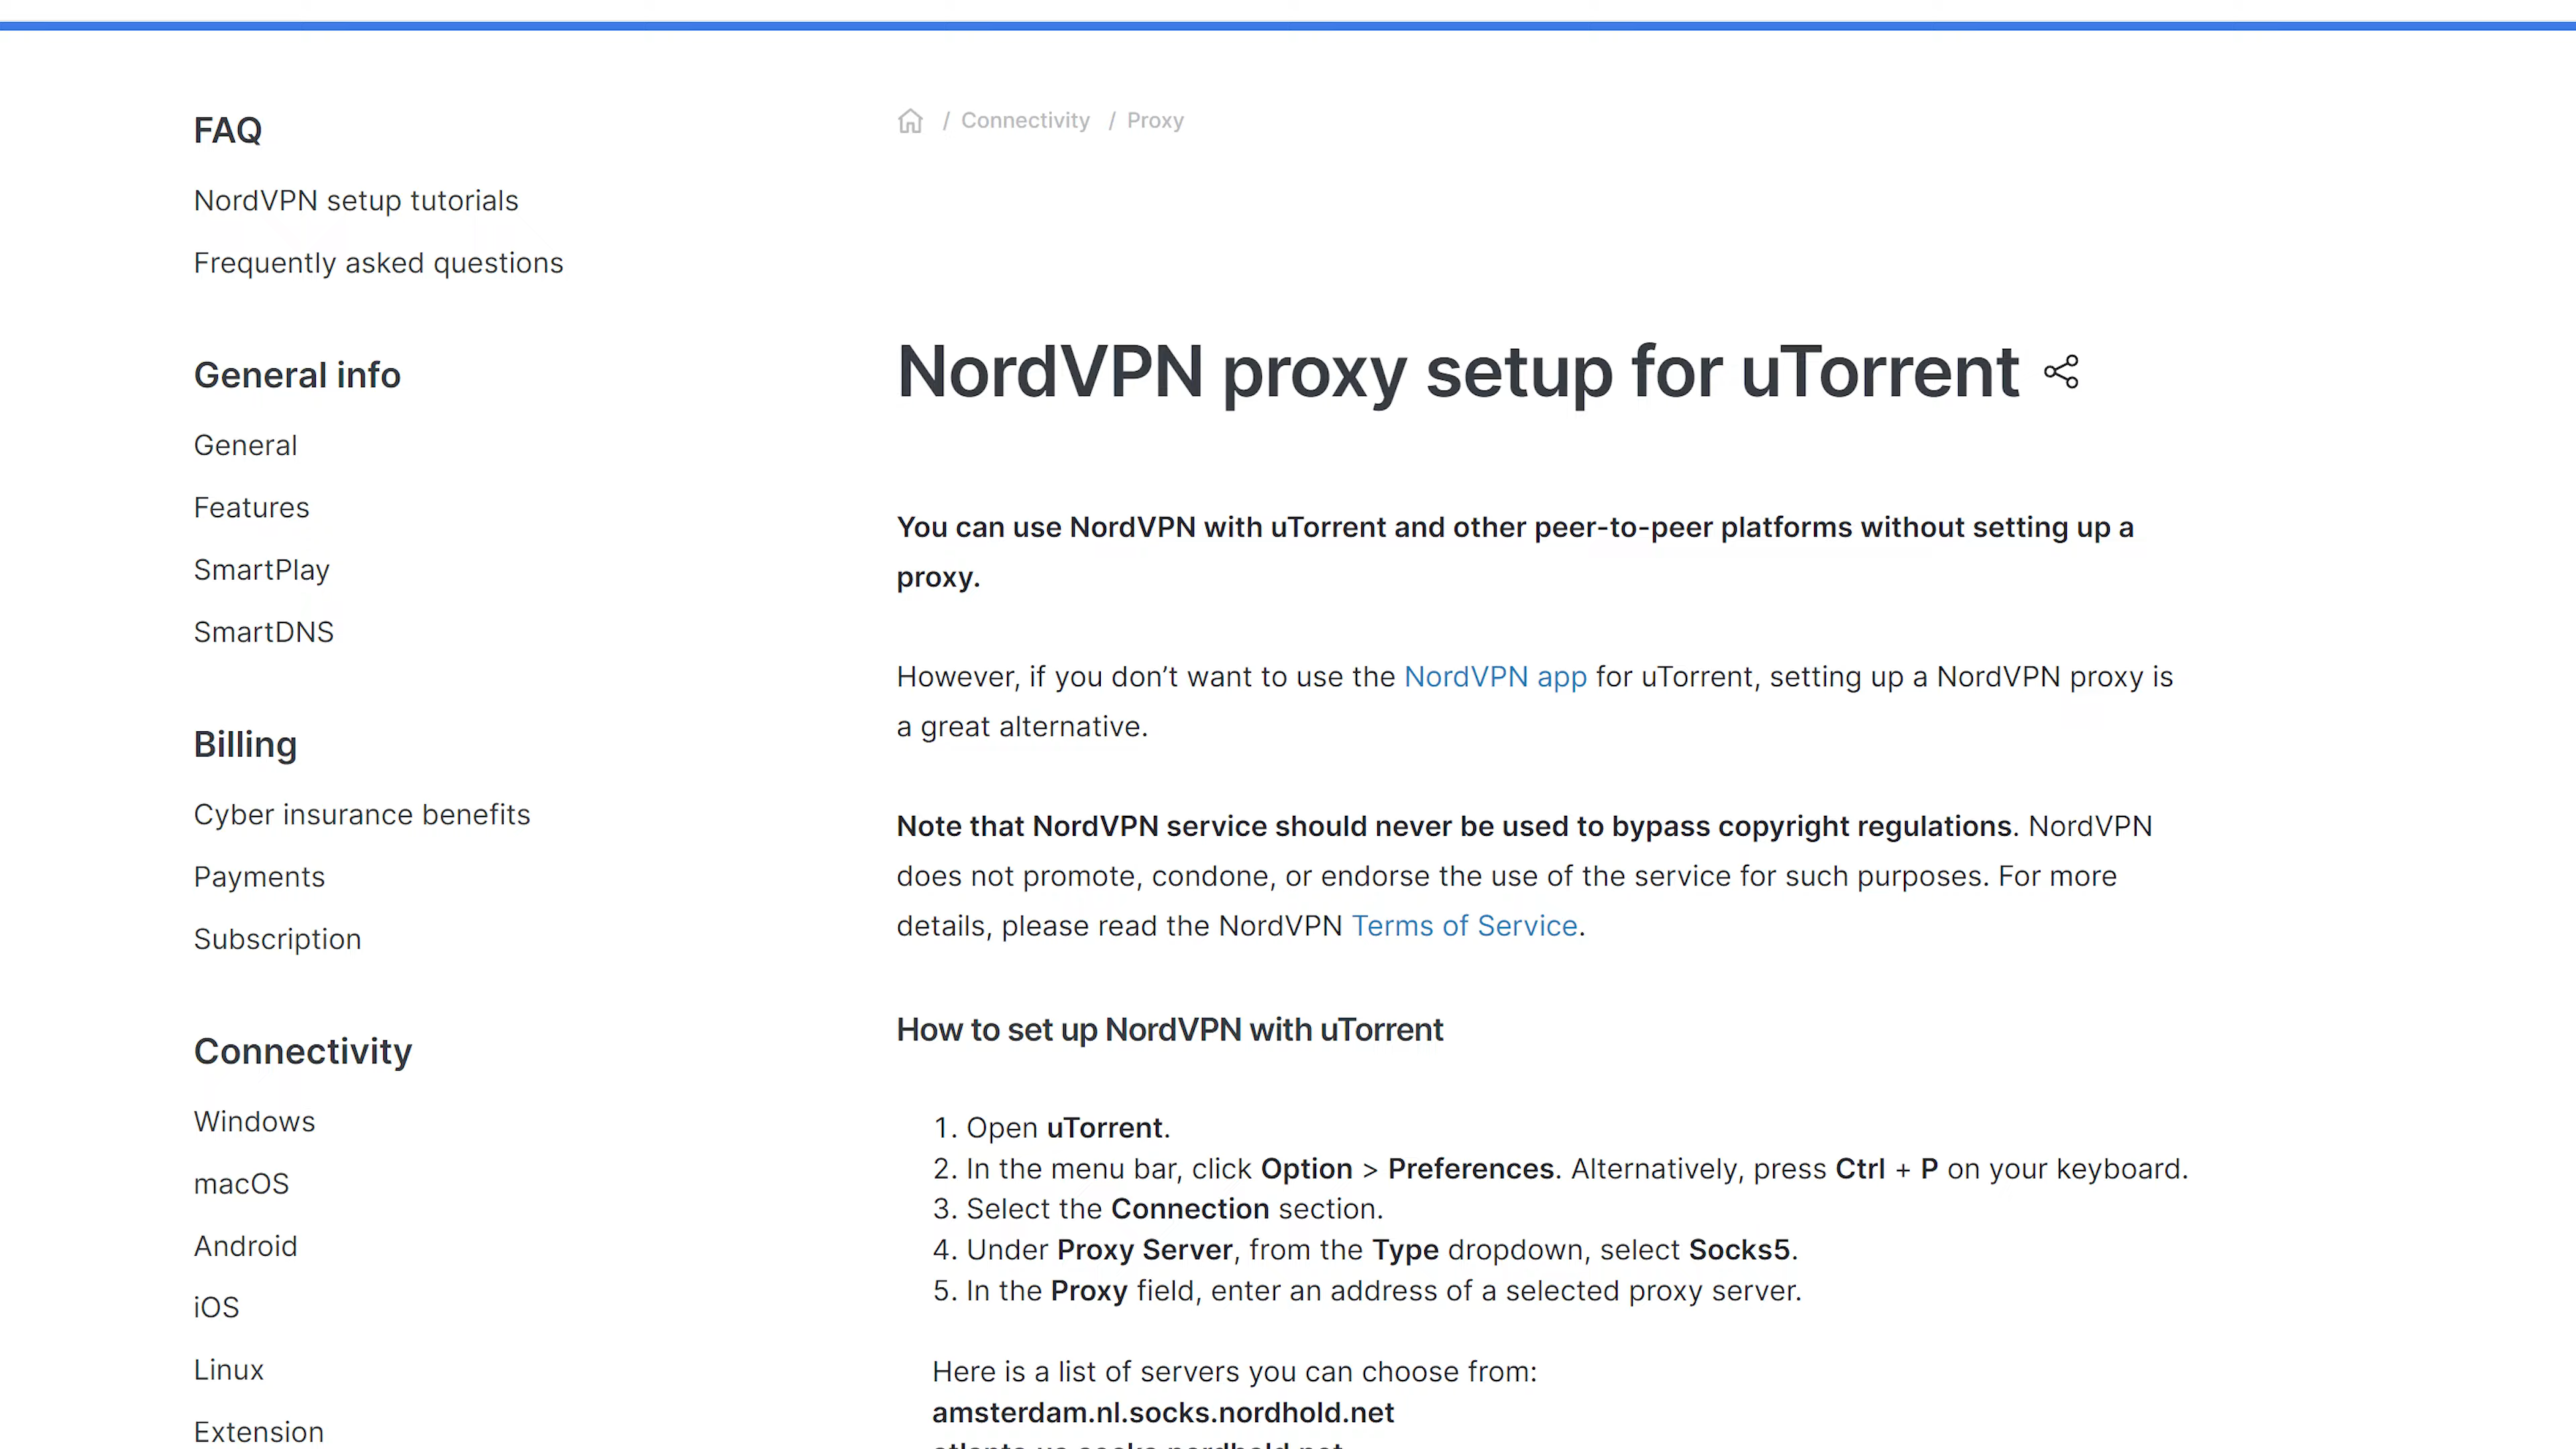 FAQ
NordVPN setup tutorials
Frequently asked questions
General info
General
Features
SmartPlay
SmartDNS
Billing
Cyber insurance benefits
Payments
Subscription
Connectivity
Windows
macOS
Android
iOS
Linux
Extension
/ Connectivity / Proxy
NordVPN proxy setup for uTorrent
You can use NordVPN with uTorrent and other peer-to-peer platforms without setting up a
proxy.
However, if you don’t want to use the NordVPN app for uTorrent, setting up a NordVPN proxy is
a great alternative.
Note that NordVPN service should never be used to bypass copyright regulations. NordVPN
does not promote, condone, or endorse the use of the service for such purposes. For more
details, please read the NordVPN Terms of Service.
How to set up NordVPN with uTorrent
1. Open uTorrent.
2. In the menu bar, click Option > Preferences. Alternatively, press Ctrl + P on your keyboard.
3. Select the Connection section.
4. Under Proxy Server, from the Type dropdown, select Socks5.
5. In the Proxy field, enter an address of a selected proxy server.
Here is a list of servers you can choose from:
amsterdam.nl.socks.nordhold.net